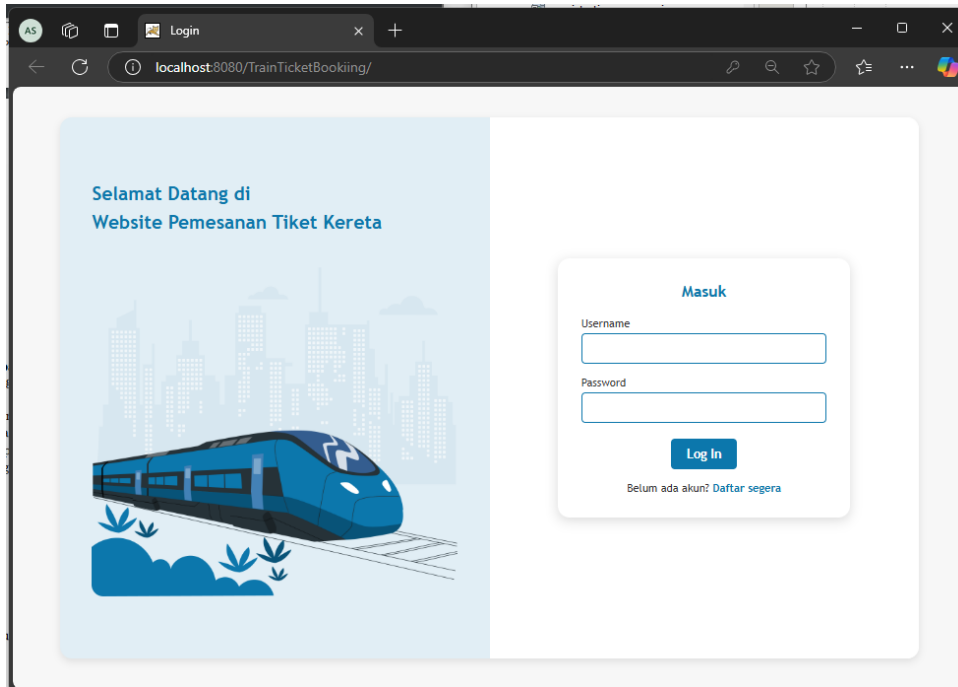 AS
Login
localhost:8080/TrainTicketBookiing/
Selamat Datang di
Website Pemesanan Tiket Kereta
Masuk
Username
Password
Log In
Belum ada akun? Daftar segera